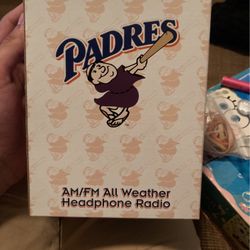 PADRES
AM/FM All Weather
Headphone Radio